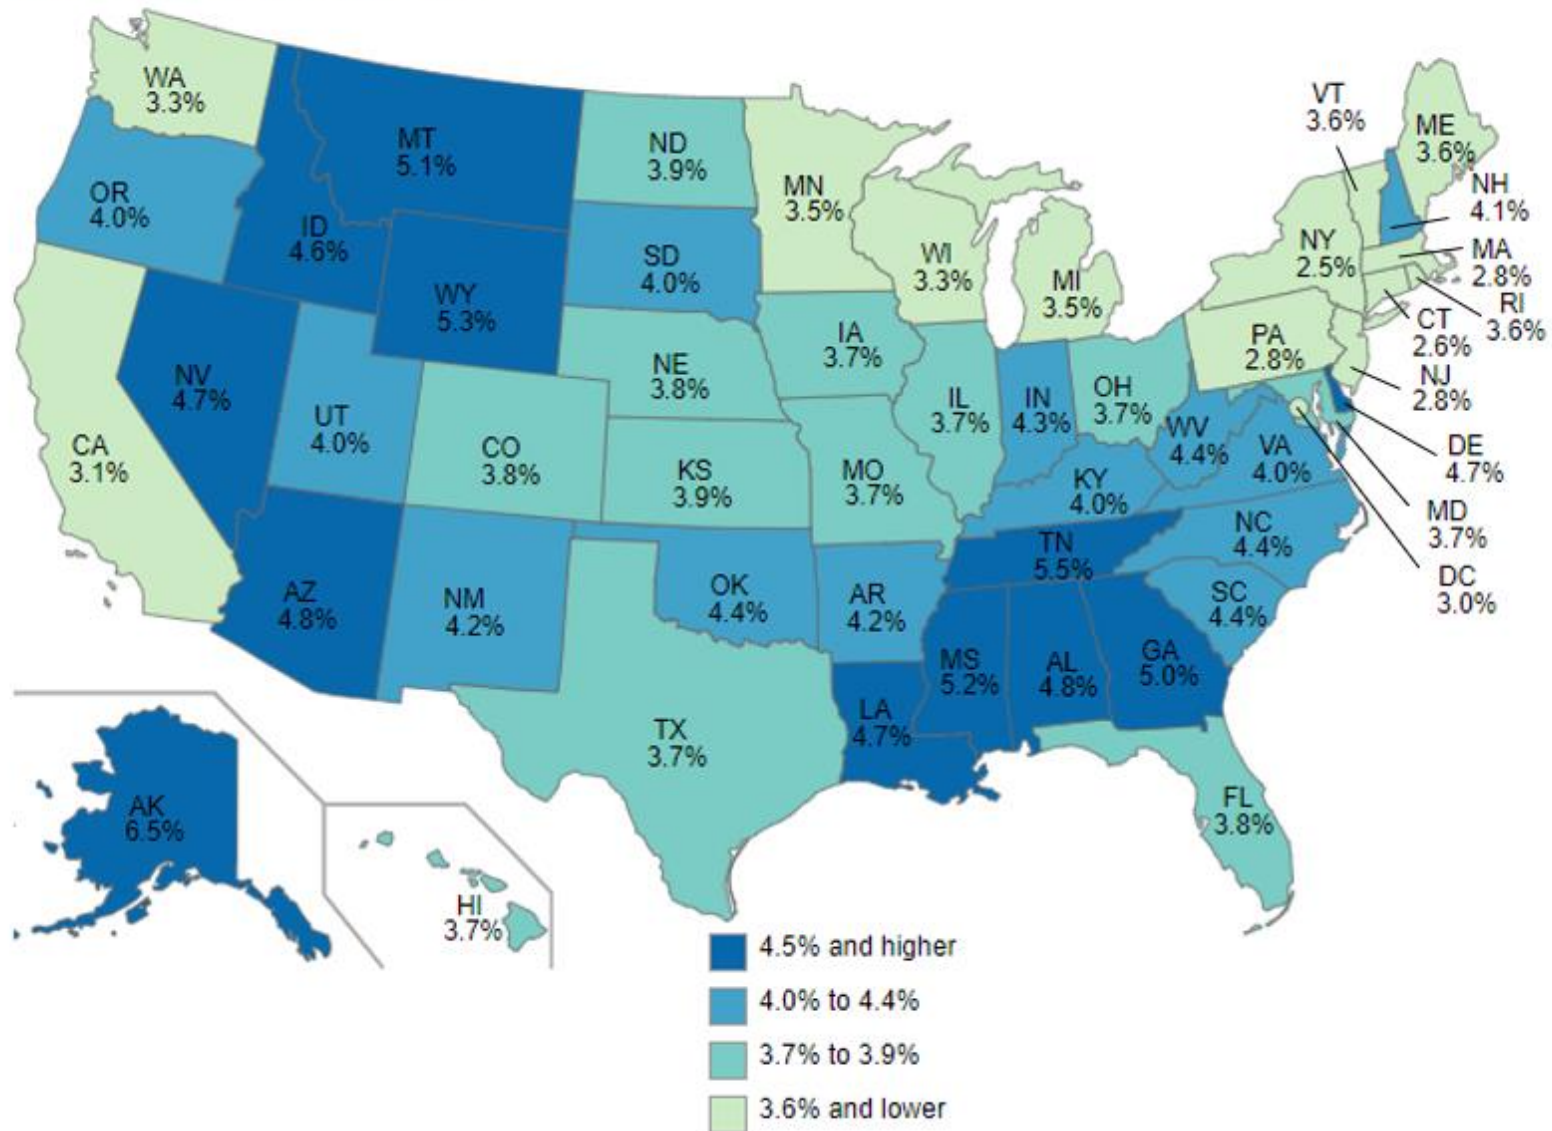 WA
3.3%
MT
5.1%
ND
3.9%
VT
3.6%
ME
3.6%
OR
4.0%
MN
3.5%
NH
4.1%
ID
4.6%
SD
4.0%
WI
3.3%
NY
2.5%
MA
2.8%
WY
5.3%
MI
3.5%
RI
3.6%
CT
2.6%
PA
2.8%
IA
3.7%
NE
3.8%
NV
4.7%
NJ
2.8%
UT
4.0%
IL
3.7%
IN
4.3%
OH
3.7%
CA
3.1%
CO
3.8%
WV
4.4%
VA
4.0%
DE
4.7%
KS
3.9%
MO
3.7%
KY
4.0%
MD
3.7%
NC
4.4%
TN
5.5%
DC
3.0%
AZ
4.8%
NM
4.2%
OK
4.4%
AR
4.2%
SC
4.4%
MS
5.2%
AL
4.8%
GA
5.0%
LA
4.7%
TX
3.7%
FL
3.8%
AK
6.5%
HI
3.7%
4.5% and higher
4.0% to 4.4%
3.7% to 3.9%
3.6% and lower